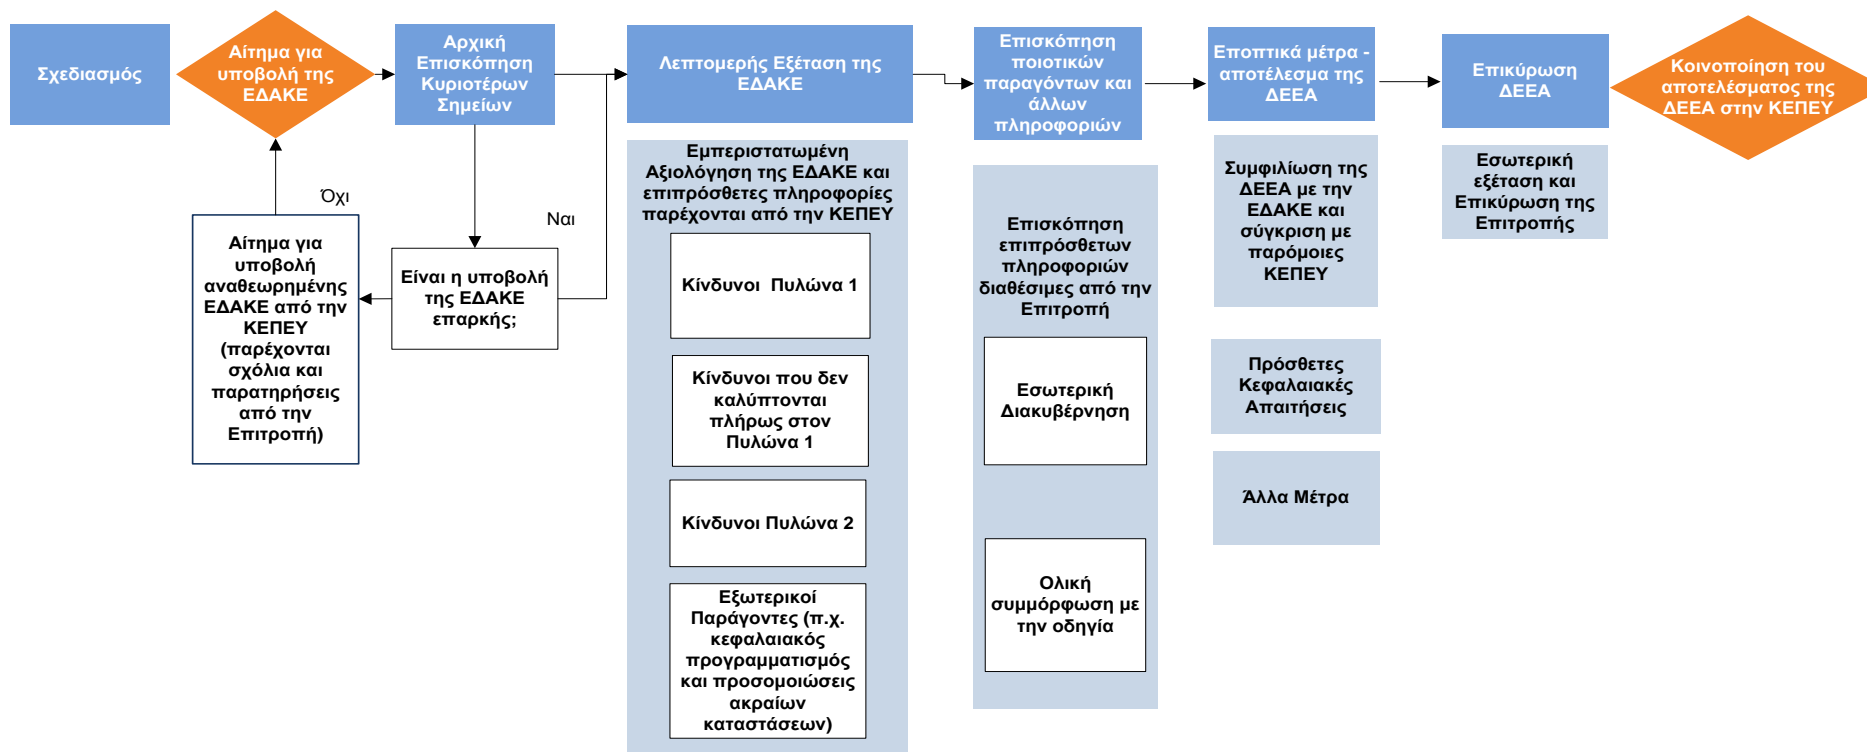 Σχεδιασμός
Αίτημα για
υποβολή της
ΕΔΑΚΕ
Αρχική
Επισκόπηση
Κυριοτέρων
Σημείων
Λεπτομερής Εξέταση της
ΕΔΑΚΕ
Επισκόπηση
ποιοτικών
παραγόντων και
άλλων
πληροφοριών
Εποπτικά μέτρα -
αποτέλεσμα της
ΔΕΕΑ
Επικύρωση
ΔΕΕΑ
Κοινοποίηση του
αποτελέσματος της
ΔΕΕΑ στην ΚΕΠΕΥ
Όχι
Ναι
Αίτημα για
υποβολή
αναθεωρημένης
ΕΔΑΚΕ από την
ΚΕΠΕΥ
(παρέχονται
σχόλια και
παρατηρήσεις
από την
Επιτροπή)
Είναι η υποβολή
της ΕΔΑΚΕ
επαρκής;
Εμπεριστατωμένη
Αξιολόγηση της ΕΔΑΚΕ και
επιπρόσθετες πληροφορίες
παρέχονται από την ΚΕΠΕΥ
Κίνδυνοι Πυλώνα 1
Κίνδυνοι που δεν
καλύπτονται
πλήρως στον
Πυλώνα 1
Κίνδυνοι Πυλώνα 2
Εξωτερικοί
Παράγοντες (π.χ.
κεφαλαιακός
προγραμματισμός
και προσομοιώσεις
ακραίων
καταστάσεων)
Επισκόπηση
επιπρόσθετων
πληροφοριών
διαθέσιμες από την
Επιτροπή
Εσωτερική
Διακυβέρνηση
Ολική
συμμόρφωση με
την οδηγία
Συμφιλίωση της
ΔΕΕΑ με την
ΕΔΑΚΕ και
σύγκριση με
παρόμοιες
ΚΕΠΕΥ
Πρόσθετες
Κεφαλαιακές
Απαιτήσεις
Άλλα Μέτρα
Εσωτερική
εξέταση και
Επικύρωση της
Επιτροπής